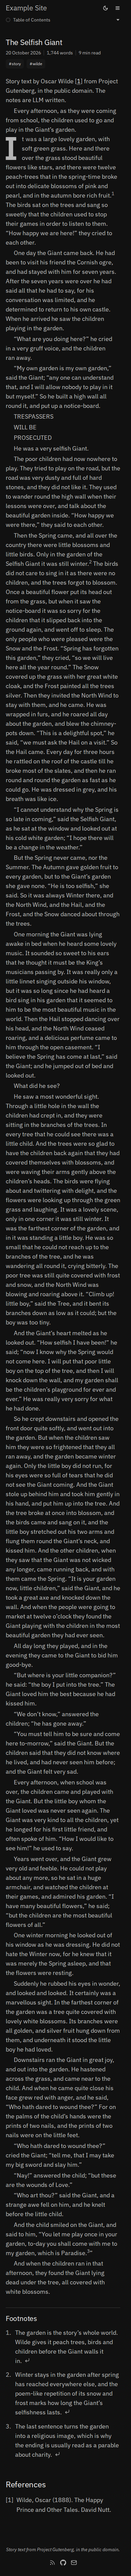 Example Site
Table of Contents
The Selfish Giant
20 October 2026 1,744 words 9 min read
#story #wilde
Story text by Oscar Wilde [1] from Project
Gutenberg, in the public domain. The
notes are LLM written.
Every afternoon, as they were coming
from school, the children used to go and
play in the Giant’s garden.
It was a large lovely garden, with
soft green grass. Here and there
over the grass stood beautiful
flowers like stars, and there were twelve
peach-trees that in the spring-time broke
out into delicate blossoms of pink and
pearl, and in the autumn bore rich fruit.1
The birds sat on the trees and sang so
sweetly that the children used to stop
their games in order to listen to them.
“How happy we are here!” they cried to
each other.
One day the Giant came back. He had
been to visit his friend the Cornish ogre,
and had stayed with him for seven years.
After the seven years were over he had
said all that he had to say, for his
conversation was limited, and he
determined to return to his own castle.
When he arrived he saw the children
playing in the garden.
“What are you doing here?” he cried
in a very gruff voice, and the children
ran away.
“My own garden is my own garden,”
said the Giant; “any one can understand
that, and I will allow nobody to play in it
but myself.” So he built a high wall all
round it, and put up a notice-board.
TRESPASSERS
WILL BE
PROSECUTED
He was a very selfish Giant.
The poor children had now nowhere to
play. They tried to play on the road, but
the road was very dusty and full of hard
stones, and they did not like it. They used
to wander round the high wall when their
lessons were over, and talk about the
beautiful garden inside. “How happy we
were there,” they said to each other.
Then the Spring came, and all over the
country there were little blossoms and
little birds. Only in the garden of the
Selfish Giant it was still winter.2 The birds
did not care to sing in it as there were no
children, and the trees forgot to blossom.
Once a beautiful flower put its head out
from the grass, but when it saw the
notice-board it was so sorry for the
children that it slipped back into the
ground again, and went off to sleep. The
only people who were pleased were the
Snow and the Frost. “Spring has forgotten
this garden,” they cried, “so we will live
here all the year round.” The Snow
covered up the grass with her great white
cloak, and the Frost painted all the trees
silver. Then they invited the North Wind to
stay with them, and he came. He was
wrapped in furs, and he roared all day
about the garden, and blew the chimney-
pots down. “This is a delightful spot,” he
said, “we must ask the Hail on a visit.” So
the Hail came. Every day for three hours
he rattled on the roof of the castle till he
broke most of the slates, and then he ran
round and round the garden as fast as he
could go. He was dressed in grey, and his
breath was like ice.
“I cannot understand why the Spring is
so late in coming,” said the Selfish Giant,
as he sat at the window and looked out at
his cold white garden; “I hope there will
be a change in the weather.”
But the Spring never came, nor the
Summer. The Autumn gave golden fruit to
every garden, but to the Giant’s garden
she gave none. “He is too selfish,” she
said. So it was always Winter there, and
the North Wind, and the Hail, and the
Frost, and the Snow danced about through
the trees.
One morning the Giant was lying
awake in bed when he heard some lovely
music. It sounded so sweet to his ears
that he thought it must be the King’s
musicians passing by. It was really only a
little linnet singing outside his window,
but it was so long since he had heard a
bird sing in his garden that it seemed to
him to be the most beautiful music in the
world. Then the Hail stopped dancing over
his head, and the North Wind ceased
roaring, and a delicious perfume came to
him through the open casement. “I
believe the Spring has come at last,” said
the Giant; and he jumped out of bed and
looked out.
What did he see?
He saw a most wonderful sight.
Through a little hole in the wall the
children had crept in, and they were
sitting in the branches of the trees. In
every tree that he could see there was a
little child. And the trees were so glad to
have the children back again that they had
covered themselves with blossoms, and
were waving their arms gently above the
children’s heads. The birds were flying
about and twittering with delight, and the
flowers were looking up through the green
grass and laughing. It was a lovely scene,
only in one corner it was still winter. It
was the farthest corner of the garden, and
in it was standing a little boy. He was so
small that he could not reach up to the
branches of the tree, and he was
wandering all round it, crying bitterly. The
poor tree was still quite covered with frost
and snow, and the North Wind was
blowing and roaring above it. “Climb up!
little boy,” said the Tree, and it bent its
branches down as low as it could; but the
boy was too tiny.
And the Giant’s heart melted as he
looked out. “How selfish I have been!” he
said; “now I know why the Spring would
not come here. I will put that poor little
boy on the top of the tree, and then I will
knock down the wall, and my garden shall
be the children’s playground for ever and
ever.” He was really very sorry for what
he had done.
So he crept downstairs and opened the
front door quite softly, and went out into
the garden. But when the children saw
him they were so frightened that they all
ran away, and the garden became winter
again. Only the little boy did not run, for
his eyes were so full of tears that he did
not see the Giant coming. And the Giant
stole up behind him and took him gently in
his hand, and put him up into the tree. And
the tree broke at once into blossom, and
the birds came and sang on it, and the
little boy stretched out his two arms and
flung them round the Giant’s neck, and
kissed him. And the other children, when
they saw that the Giant was not wicked
any longer, came running back, and with
them came the Spring. “It is your garden
now, little children,” said the Giant, and he
took a great axe and knocked down the
wall. And when the people were going to
market at twelve o’clock they found the
Giant playing with the children in the most
beautiful garden they had ever seen.
All day long they played, and in the
evening they came to the Giant to bid him
good-bye.
“But where is your little companion?”
he said: “the boy I put into the tree.” The
Giant loved him the best because he had
kissed him.
“We don’t know,” answered the
children; “he has gone away.”
“You must tell him to be sure and come
here to-morrow,” said the Giant. But the
children said that they did not know where
he lived, and had never seen him before;
and the Giant felt very sad.
Every afternoon, when school was
over, the children came and played with
the Giant. But the little boy whom the
Giant loved was never seen again. The
Giant was very kind to all the children, yet
he longed for his first little friend, and
often spoke of him. “How I would like to
see him!” he used to say.
Years went over, and the Giant grew
very old and feeble. He could not play
about any more, so he sat in a huge
armchair, and watched the children at
their games, and admired his garden. “I
have many beautiful flowers,” he said;
“but the children are the most beautiful
flowers of all.”
One winter morning he looked out of
his window as he was dressing. He did not
hate the Winter now, for he knew that it
was merely the Spring asleep, and that
the flowers were resting.
Suddenly he rubbed his eyes in wonder,
and looked and looked. It certainly was a
marvellous sight. In the farthest corner of
the garden was a tree quite covered with
lovely white blossoms. Its branches were
all golden, and silver fruit hung down from
them, and underneath it stood the little
boy he had loved.
Downstairs ran the Giant in great joy,
and out into the garden. He hastened
across the grass, and came near to the
child. And when he came quite close his
face grew red with anger, and he said,
“Who hath dared to wound thee?” For on
the palms of the child’s hands were the
prints of two nails, and the prints of two
nails were on the little feet.
“Who hath dared to wound thee?”
cried the Giant; “tell me, that I may take
my big sword and slay him.”
“Nay!” answered the child; “but these
are the wounds of Love.”
“Who art thou?” said the Giant, and a
strange awe fell on him, and he knelt
before the little child.
And the child smiled on the Giant, and
said to him, “You let me play once in your
garden, to-day you shall come with me to
my garden, which is Paradise.”3
And when the children ran in that
afternoon, they found the Giant lying
dead under the tree, all covered with
white blossoms.
Footnotes
1. The garden is the story’s whole world.
Wilde gives it peach trees, birds and
children before the Giant walls it
in. ↩
2. Winter stays in the garden after spring
has reached everywhere else, and the
poem-like repetition of its snow and
frost marks how long the Giant’s
selfishness lasts. ↩
3. The last sentence turns the garden
into a religious image, which is why
the ending is usually read as a parable
about charity. ↩
References
[1] Wilde, Oscar (1888). The Happy
Prince and Other Tales. David Nutt.
Story text from Project Gutenberg, in the public domain.